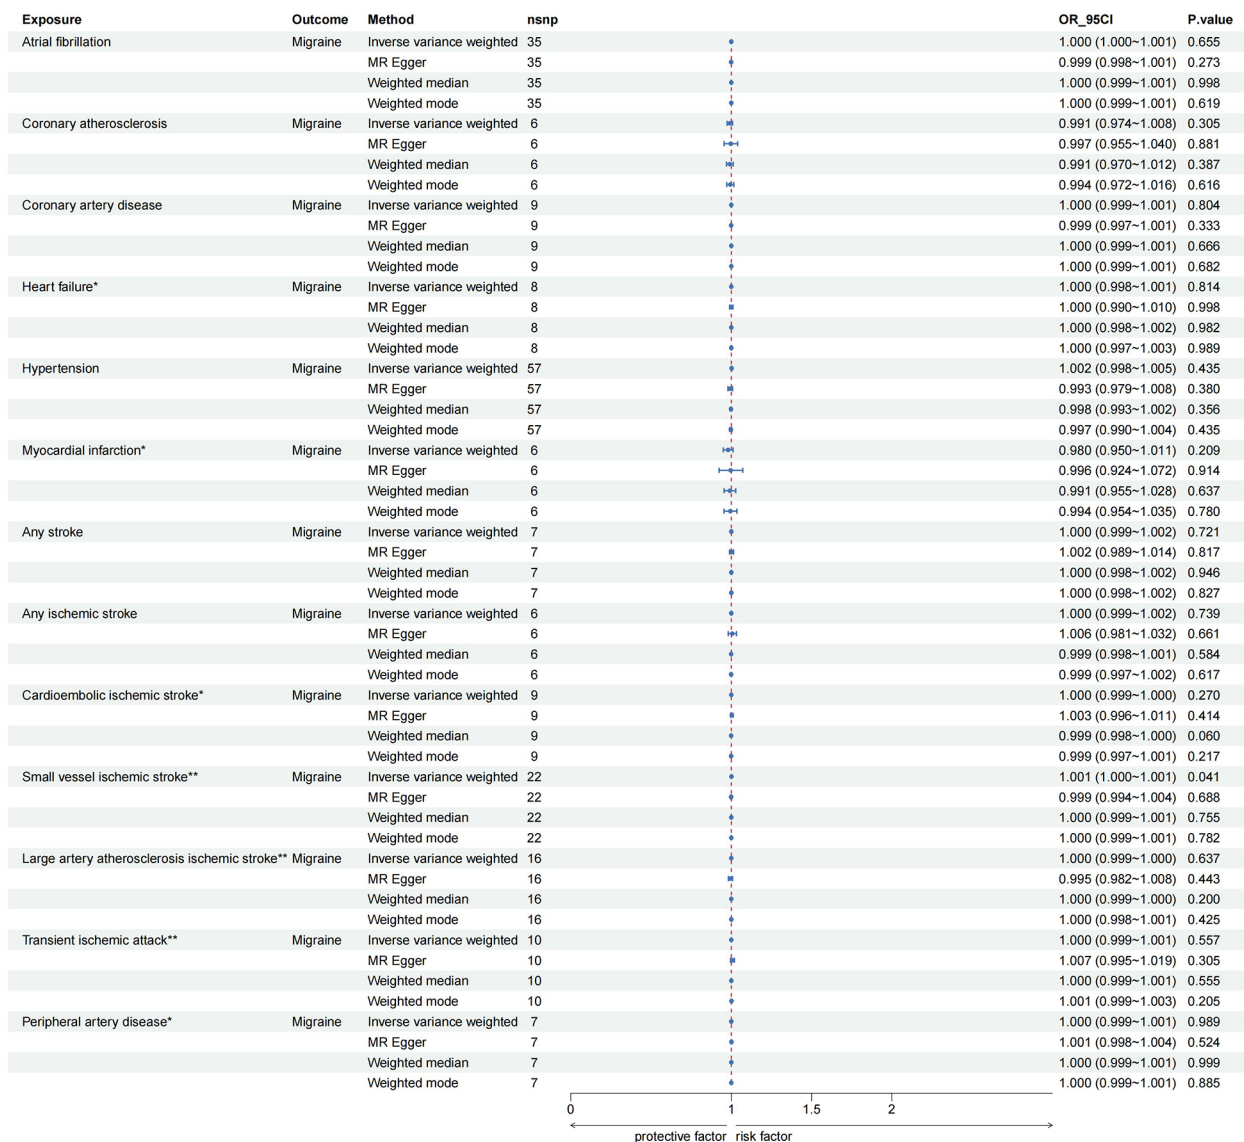 Exposure Outcome Method nsnp OR_95CI P.value
Atrial fibrillation Migraine Inverse variance weighted 35 1.000 (1.000~1.001) 0.655
MR Egger 35 0.999 (0.998~1.001) 0.273
Weighted median 35 1.000 (0.999~1.001) 0.998
Weighted mode 35 1.000 (0.999~1.001) 0.619
Coronary atherosclerosis Migraine Inverse variance weighted 6 0.991 (0.974~1.008) 0.305
MR Egger 6 0.997 (0.955~1.040) 0.881
Weighted median 6 0.991 (0.970~1.012) 0.387
Weighted mode 6 0.994 (0.972~1.016) 0.616
Coronary artery disease Migraine Inverse variance weighted 9 1.000 (0.999~1.001) 0.804
MR Egger 9 0.999 (0.997~1.001) 0.333
Weighted median 9 1.000 (0.999~1.001) 0.666
Weighted mode 9 1.000 (0.999~1.001) 0.682
Heart failure* Migraine Inverse variance weighted 8 1.000 (0.998~1.001) 0.814
MR Egger 8 1.000 (0.990~1.010) 0.998
Weighted median 8 1.000 (0.998~1.002) 0.982
Weighted mode 8 1.000 (0.997~1.003) 0.989
Hypertension Migraine Inverse variance weighted 57 1.002 (0.998~1.005) 0.435
MR Egger 57 0.993 (0.979~1.008) 0.380
Weighted median 57 0.998 (0.993~1.002) 0.356
Weighted mode 57 0.997 (0.990~1.004) 0.435
Myocardial infarction* Migraine Inverse variance weighted 6 0.980 (0.950~1.011) 0.209
MR Egger 6 0.996 (0.924~1.072) 0.914
Weighted median 6 0.991 (0.955~1.028) 0.637
Weighted mode 6 0.994 (0.954~1.035) 0.780
Any stroke Migraine Inverse variance weighted 7 1.000 (0.999~1.002) 0.721
MR Egger 7 1.002 (0.989~1.014) 0.817
Weighted median 7 1.000 (0.998~1.002) 0.946
Weighted mode 7 1.000 (0.998~1.002) 0.827
Any ischemic stroke Migraine Inverse variance weighted 6 1.000 (0.999~1.002) 0.739
MR Egger 6 1.006 (0.981~1.032) 0.661
Weighted median 6 0.999 (0.998~1.001) 0.584
Weighted mode 6 0.999 (0.997~1.002) 0.617
Cardioembolic ischemic stroke* Migraine Inverse variance weighted 9 1.000 (0.999~1.000) 0.270
MR Egger 9 1.003 (0.996~1.011) 0.414
Weighted median 9 0.999 (0.998~1.000) 0.060
Weighted mode 9 0.999 (0.997~1.001) 0.217
Small vessel ischemic stroke** Migraine Inverse variance weighted 22 1.001 (1.000~1.001) 0.041
MR Egger 22 0.999 (0.994~1.004) 0.688
Weighted median 22 1.000 (0.999~1.001) 0.755
Weighted mode 22 1.000 (0.999~1.001) 0.782
Large artery atherosclerosis ischemic stroke** Migraine Inverse variance weighted 16 1.000 (0.999~1.000) 0.637
MR Egger 16 0.995 (0.982~1.008) 0.443
Weighted median 16 1.000 (0.999~1.000) 0.200
Weighted mode 16 1.000 (0.998~1.001) 0.425
Transient ischemic attack** Migraine Inverse variance weighted 10 1.000 (0.999~1.001) 0.557
MR Egger 10 1.007 (0.995~1.019) 0.305
Weighted median 10 1.000 (0.999~1.001) 0.555
Weighted mode 10 1.001 (0.999~1.003) 0.205
Peripheral artery disease* Migraine Inverse variance weighted 7 1.000 (0.999~1.001) 0.989
MR Egger 7 1.001 (0.998~1.004) 0.524
Weighted median 7 1.000 (0.999~1.001) 0.999
Weighted mode 7 1.000 (0.999~1.001) 0.885
0 1 1.5 2
protective factor risk factor